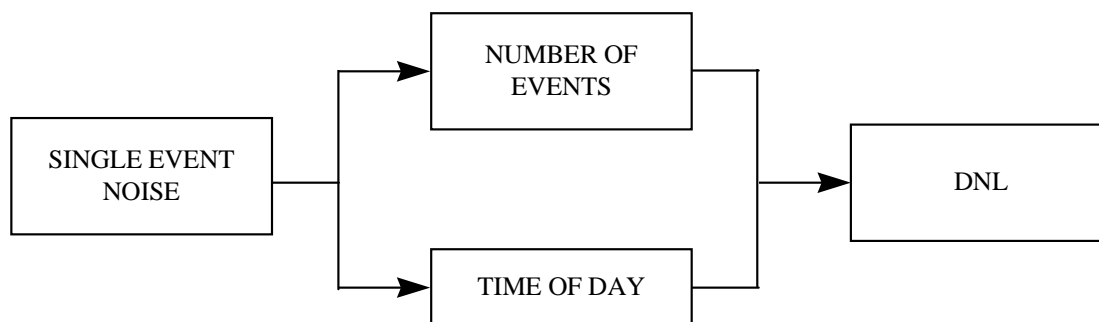 NUMBER OF
EVENTS
SINGLE EVENT
NOISE
DNL
TIME OF DAY